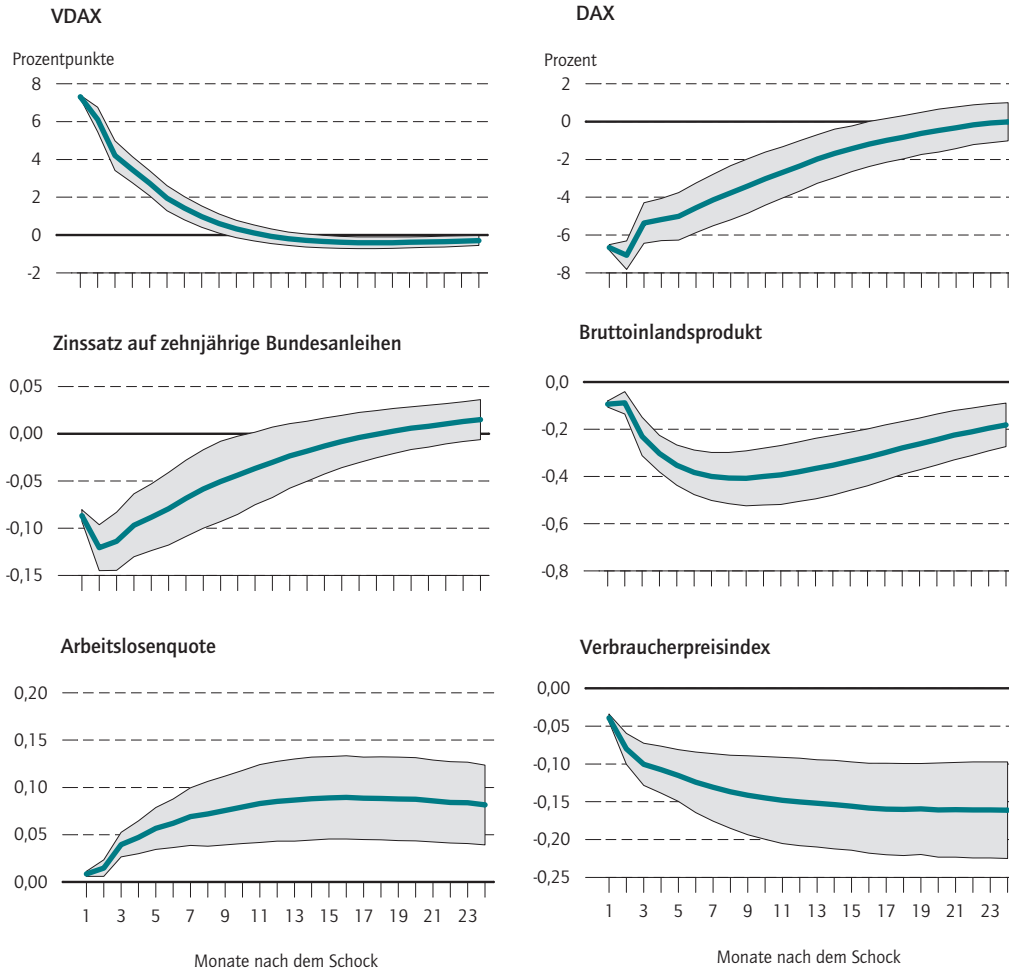 VDAX
Prozentpunkte
8
6
4
2
0
-2
DAX
Prozent
2
0
-2
-4
-6
-8
Zinssatz auf zehnjährige Bundesanleihen
0,05
0,00
-0,05
-0,10
-0,15
Bruttoinlandsprodukt
0,0
-0,2
-0,4
-0,6
-0,8
Arbeitslosenquote
0,20
0,15
0,10
0,05
0,00
1 3 5 7 9 11 13 15 17 19 21 23
Monate nach dem Schock
Verbraucherpreisindex
0,00
-0,05
-0,10
-0,15
-0,20
-0,25
1 3 5 7 9 11 13 15 17 19 21 23
Monate nach dem Schock